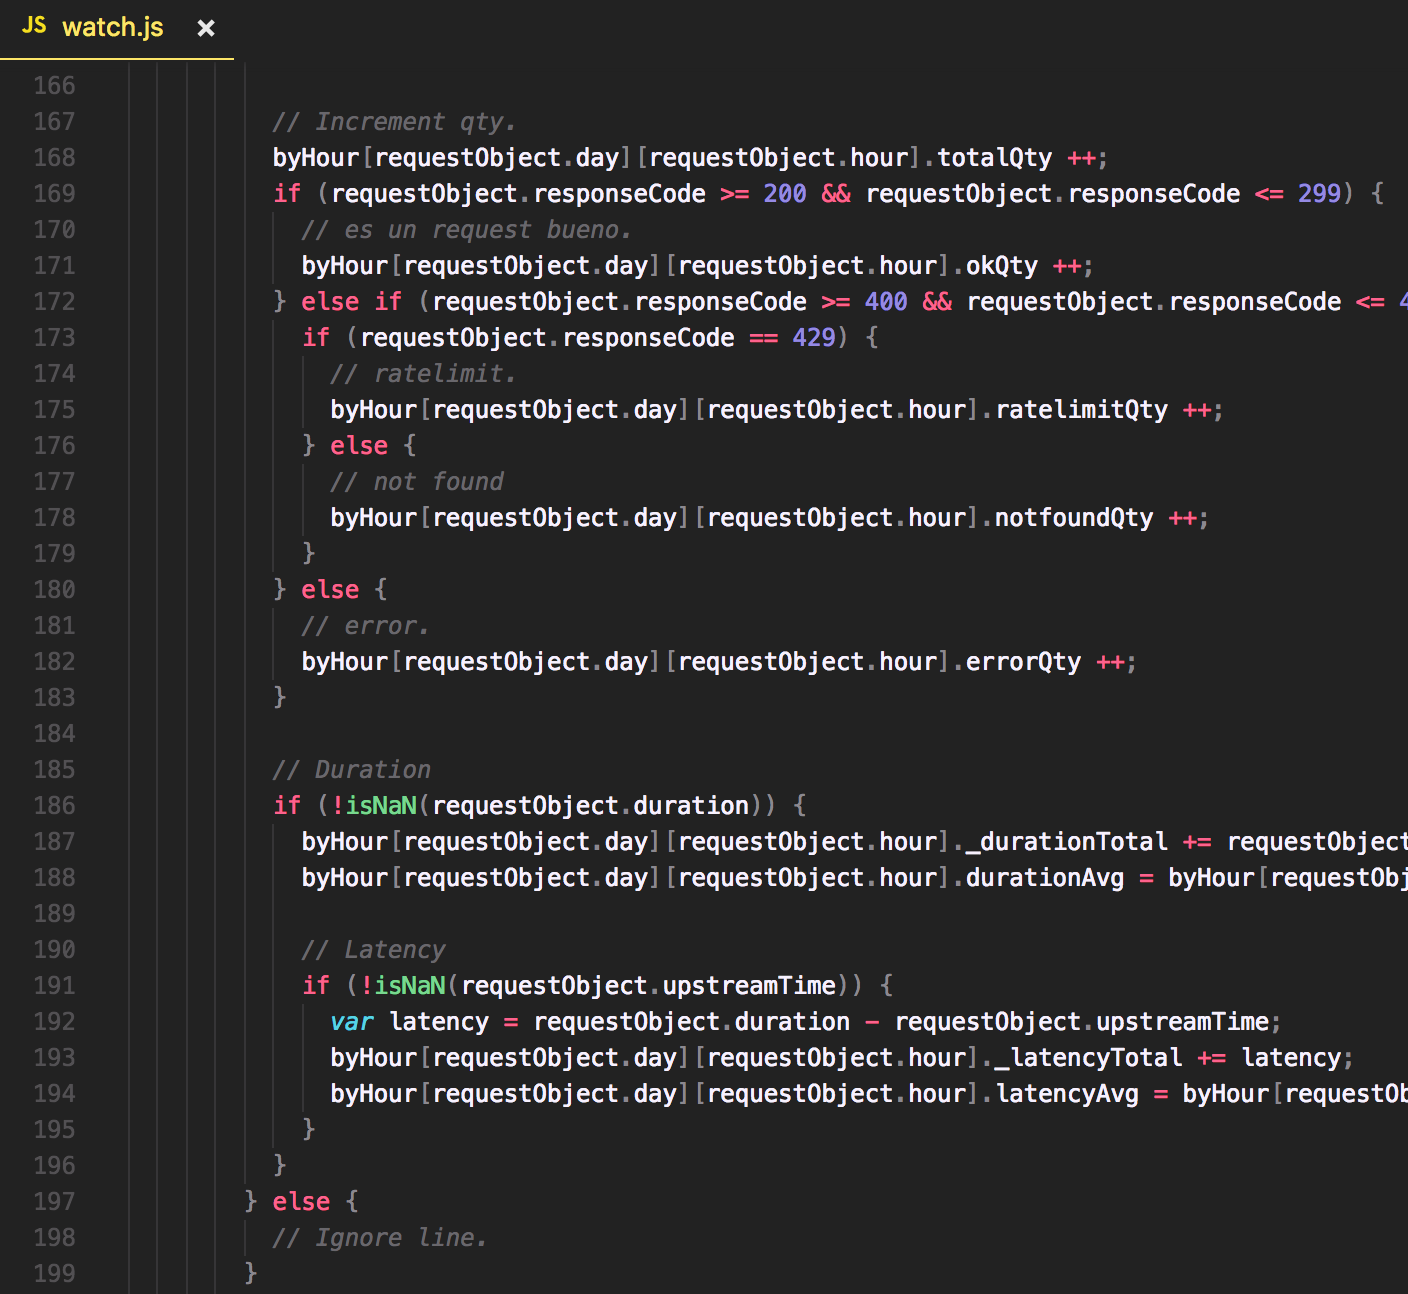 JS watch.js ×
166
167 // Increment qty.
168 byHour[requestObject.day][requestObject.hour].totalQty ++;
169 if (requestObject.responseCode >= 200 && requestObject.responseCode <= 299) {
170 // es un request bueno.
171 byHour[requestObject.day][requestObject.hour].okQty ++;
172 } else if (requestObject.responseCode >= 400 && requestObject.responseCode <= 4
173 if (requestObject.responseCode == 429) {
174 // ratelimit.
175 byHour[requestObject.day][requestObject.hour].ratelimitQty ++;
176 } else {
177 // not found
178 byHour[requestObject.day][requestObject.hour].notfoundQty ++;
179 }
180 } else {
181 // error.
182 byHour[requestObject.day][requestObject.hour].errorQty ++;
183 }
184
185 // Duration
186 if (!isNaN(requestObject.duration)) {
187 byHour[requestObject.day][requestObject.hour]._durationTotal += requestObject
188 byHour[requestObject.day][requestObject.hour].durationAvg = byHour[requestObj
189
190 // Latency
191 if (!isNaN(requestObject.upstreamTime)) {
192 var latency = requestObject.duration - requestObject.upstreamTime;
193 byHour[requestObject.day][requestObject.hour]._latencyTotal += latency;
194 byHour[requestObject.day][requestObject.hour].latencyAvg = byHour[requestOb
195 }
196 }
197 } else {
198 // Ignore line.
199 }